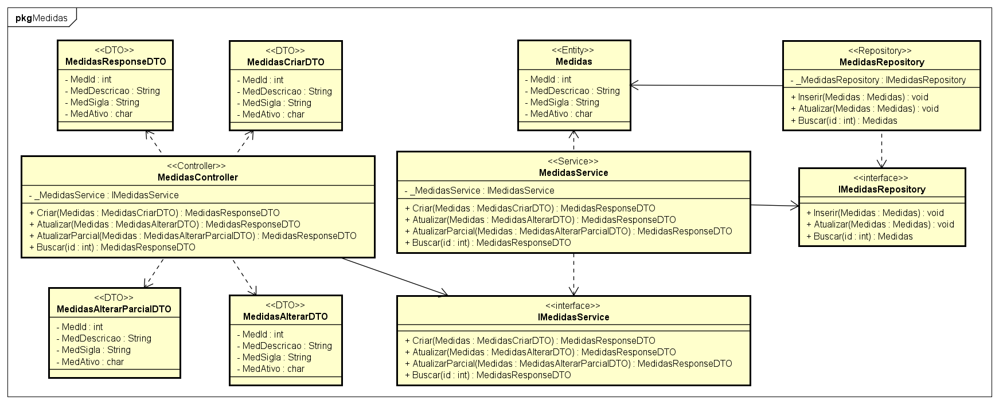 pkg Medidas
<<DTO>>
MedidasResponseDTO
- MedId : int
- MedDescricao : String
- MedSigla : String
- MedAtivo : char
<<DTO>>
MedidasCriarDTO
- MedId : int
- MedDescricao : String
- MedSigla : String
- MedAtivo : char
<<Entity>>
Medidas
- MedId : int
- MedDescricao : String
- MedSigla : String
- MedAtivo : char
<<Repository>>
MedidasRepository
- _MedidasRepository : IMedidasRepository
+ Inserir(Medidas : Medidas) : void
+ Atualizar(Medidas : Medidas) : void
+ Buscar(id : int) : Medidas
<<Controller>>
MedidasController
- _MedidasService : IMedidasService
+ Criar(Medidas : MedidasCriarDTO) : MedidasResponseDTO
+ Atualizar(Medidas : MedidasAlterarDTO) : MedidasResponseDTO
+ AtualizarParcial(Medidas : MedidasAlterarParcialDTO) : MedidasResponseDTO
+ Buscar(id : int) : MedidasResponseDTO
<<Service>>
MedidasService
- _MedidasService : IMedidasService
+ Criar(Medidas : MedidasCriarDTO) : MedidasResponseDTO
+ Atualizar(Medidas : MedidasAlterarDTO) : MedidasResponseDTO
+ AtualizarParcial(Medidas : MedidasAlterarParcialDTO) : MedidasResponseDTO
+ Buscar(id : int) : MedidasResponseDTO
<<interface>>
IMedidasRepository
+ Inserir(Medidas : Medidas) : void
+ Atualizar(Medidas : Medidas) : void
+ Buscar(id : int) : Medidas
<<DTO>>
MedidasAlterarParcialDTO
- MedId : int
- MedDescricao : String
- MedSigla : String
- MedAtivo : char
<<DTO>>
MedidasAlterarDTO
- MedId : int
- MedDescricao : String
- MedSigla : String
- MedAtivo : char
<<interface>>
IMedidasService
+ Criar(Medidas : MedidasCriarDTO) : MedidasResponseDTO
+ Atualizar(Medidas : MedidasAlterarDTO) : MedidasResponseDTO
+ AtualizarParcial(Medidas : MedidasAlterarParcialDTO) : MedidasResponseDTO
+ Buscar(id : int) : MedidasResponseDTO